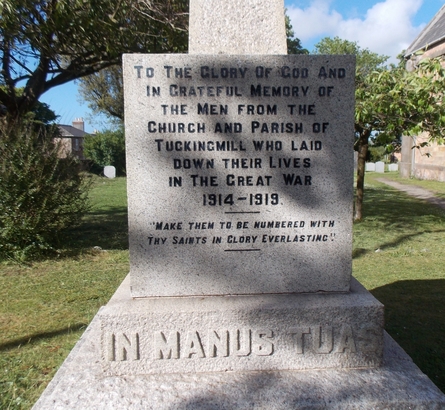 To The Glory Of God And
in Grateful Memory of
the Men from the
Church and Parish of
Tuckingmill who laid
down their Lives
in The Great War
1914-1919.
"Make them to be numbered with
Thy Saints in Glory Everlasting."
In Manus Tuas